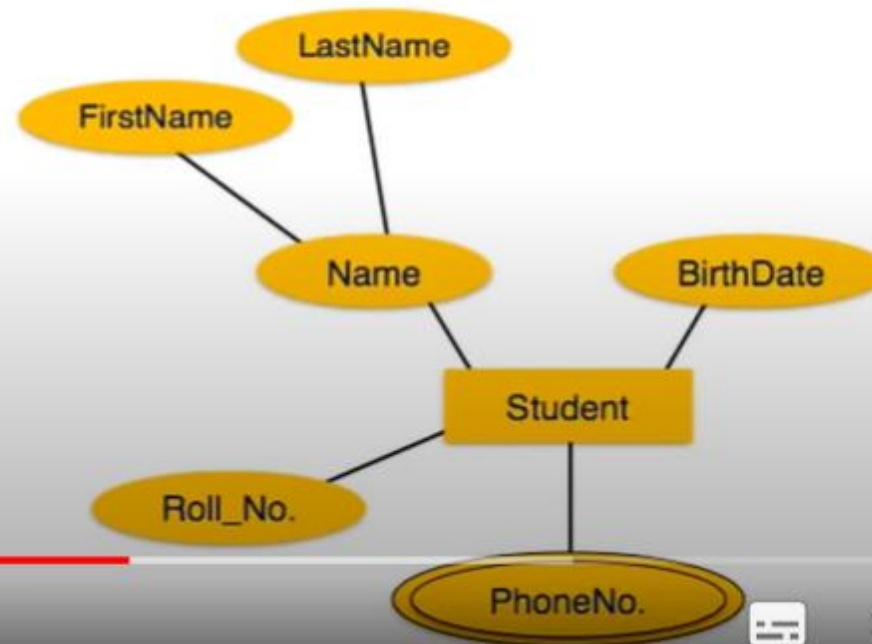 LastName
FirstName
Name
BirthDate
Student
Roll_No.
PhoneNo.